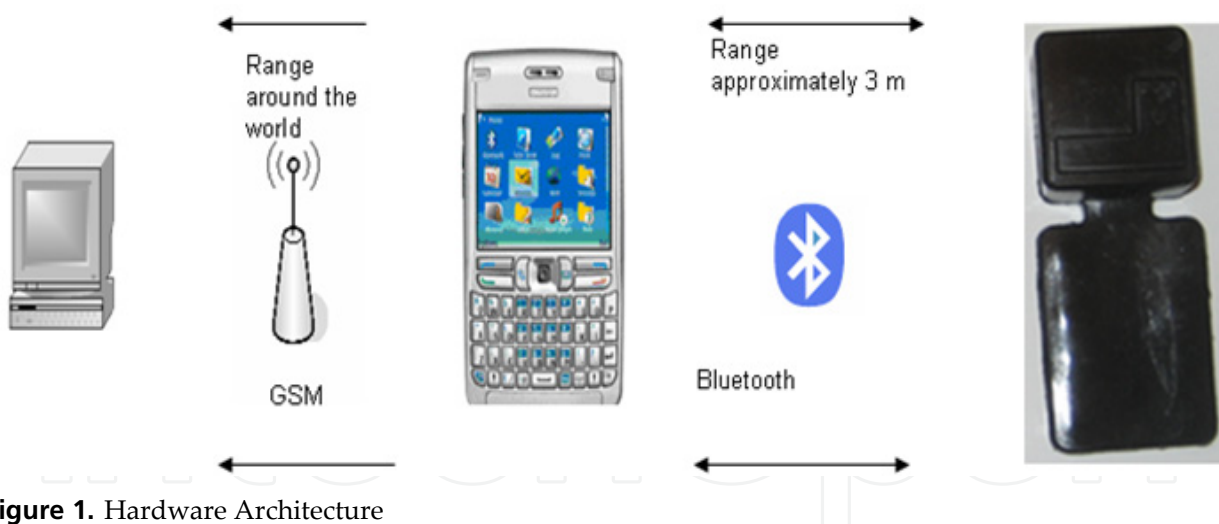 Range
around the
world
Range
approximately 3 m
GSM
Bluetooth
igure 1. Hardware Architecture